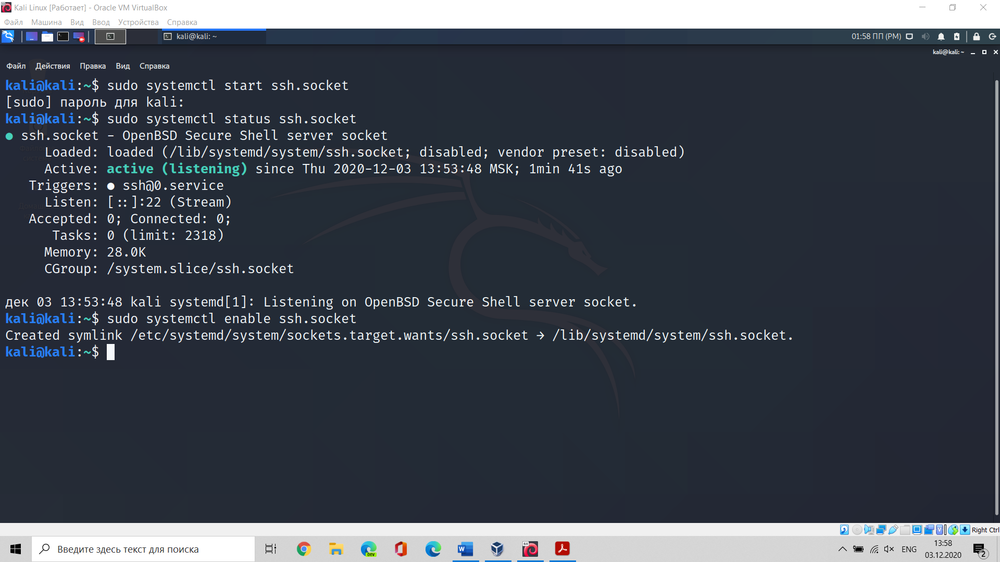 Kali Linux [Работает] - Oracle VM VirtualBox
Файл Машина Вид Ввод Устройства Справка
kali@kali: ~ 01:58 ПП (PM)
kali@kali: ~
Файл Действия Правка Вид Справка
kali@kali:~$ sudo systemctl start ssh.socket
[sudo] пароль для kali:
kali@kali:~$ sudo systemctl status ssh.socket
● ssh.socket - OpenBSD Secure Shell server socket
Loaded: loaded (/lib/systemd/system/ssh.socket; disabled; vendor preset: disabled)
Active: active (listening) since Thu 2020-12-03 13:53:48 MSK; 1min 41s ago
Triggers: ● ssh@0.service
Listen: [::]:22 (Stream)
Accepted: 0; Connected: 0;
Tasks: 0 (limit: 2318)
Memory: 28.0K
CGroup: /system.slice/ssh.socket
дек 03 13:53:48 kali systemd[1]: Listening on OpenBSD Secure Shell server socket.
kali@kali:~$ sudo systemctl enable ssh.socket
Created symlink /etc/systemd/system/sockets.target.wants/ssh.socket → /lib/systemd/system/ssh.socket.
kali@kali:~$
Right Ctrl
Введите здесь текст для поиска
DEV
ENG
13:58
03.12.2020
2